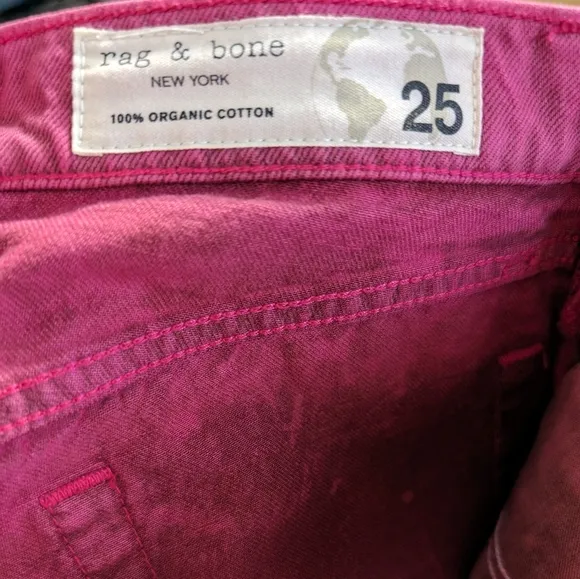 rag & bone
NEW YORK
100% ORGANIC COTTON
25